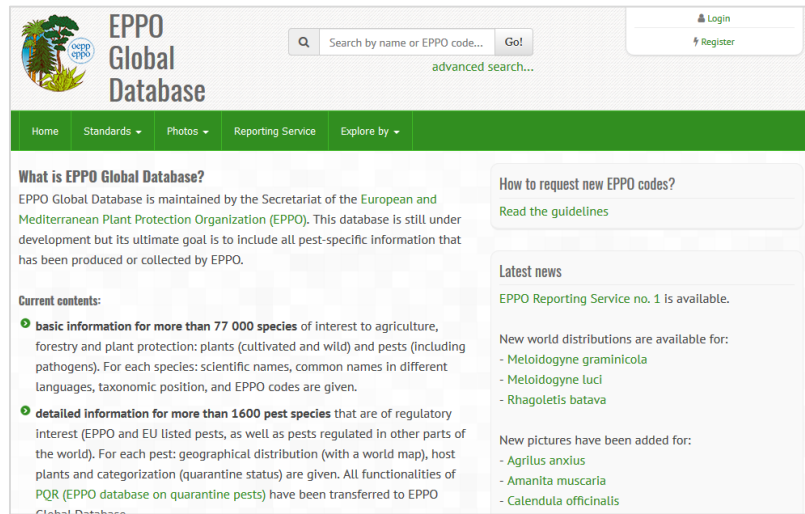 EPPO
Global
Database
oepp
eppo
Search by name or EPPO code...
Go!
advanced search...
Login
Register
Home
Standards
Photos
Reporting Service
Explore by
What is EPPO Global Database?
EPPO Global Database is maintained by the Secretariat of the European and
Mediterranean Plant Protection Organization (EPPO). This database is still under
development but its ultimate goal is to include all pest-specific information that
has been produced or collected by EPPO.
Current contents:
basic information for more than 77 000 species of interest to agriculture,
forestry and plant protection: plants (cultivated and wild) and pests (including
pathogens). For each species: scientific names, common names in different
languages, taxonomic position, and EPPO codes are given.
detailed information for more than 1600 pest species that are of regulatory
interest (EPPO and EU listed pests, as well as pests regulated in other parts of
the world). For each pest: geographical distribution (with a world map), host
plants and categorization (quarantine status) are given. All functionalities of
PQR (EPPO database on quarantine pests) have been transferred to EPPO
Global Database
How to request new EPPO codes?
Read the guidelines
Latest news
EPPO Reporting Service no. 1 is available.
New world distributions are available for:
- Meloidogyne graminicola
- Meloidogyne luci
- Rhagoletis batava
New pictures have been added for:
- Agrilus anxius
- Amanita muscaria
- Calendula officinalis